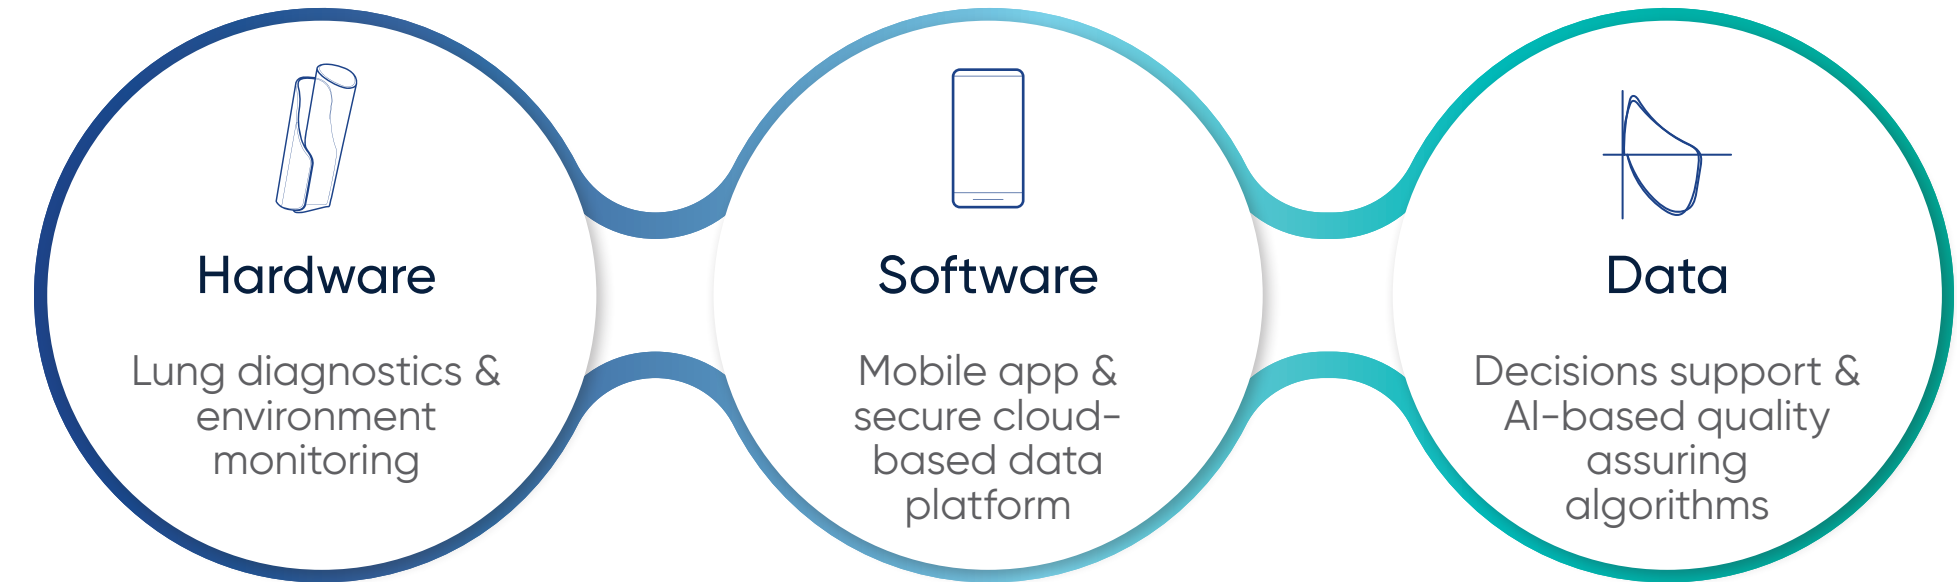 Hardware
Lung diagnostics &
environment
monitoring
Software
Mobile app &
secure cloud-
based data
platform
Data
Decisions support &
AI-based quality
assuring
algorithms